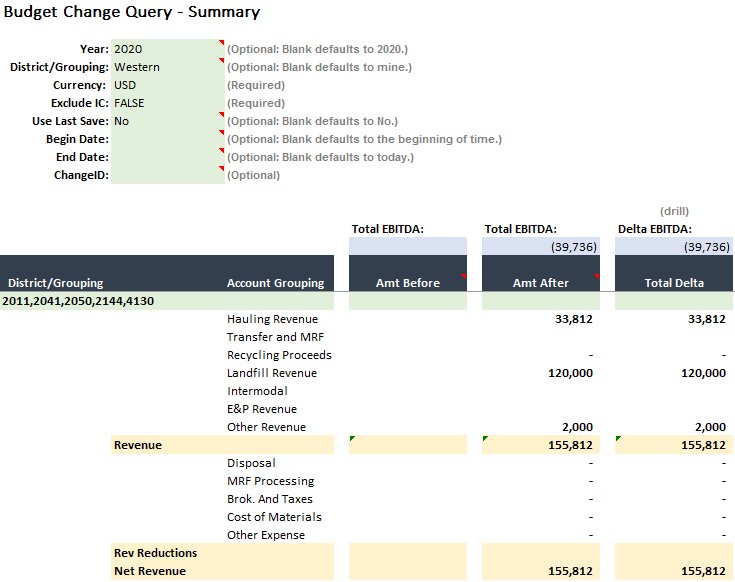 Budget Change Query - Summary
Year: 2020 (Optional: Blank defaults to 2020.)
District/Grouping: Western (Optional: Blank defaults to mine.)
Currency: USD (Required)
Exclude IC: FALSE (Required)
Use Last Save: No (Optional: Blank defaults to No.)
Begin Date: (Optional: Blank defaults to the beginning of time.)
End Date: (Optional: Blank defaults to today.)
ChangeID: (Optional)
(drill)
Total EBITDA: Total EBITDA: Delta EBITDA:
(39,736) (39,736)
District/Grouping Account Grouping Amt Before Amt After Total Delta
2011,2041,2050,2144,4130
Hauling Revenue 33,812 33,812
Transfer and MRF
Recycling Proceeds - -
Landfill Revenue 120,000 120,000
Intermodal
E&P Revenue
Other Revenue 2,000 2,000
Revenue 155,812 155,812
Disposal - -
MRF Processing - -
Brok. And Taxes - -
Cost of Materials - -
Other Expense - -
Rev Reductions
Net Revenue 155,812 155,812